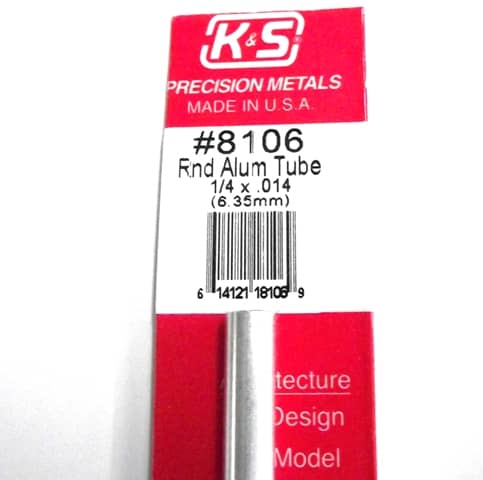 K&S®
PRECISION METALS
MADE IN U.S.A.
#8106
Rnd Alum Tube
1/4 x .014
(6.35mm)
6 14121 18106 9
Design
Model